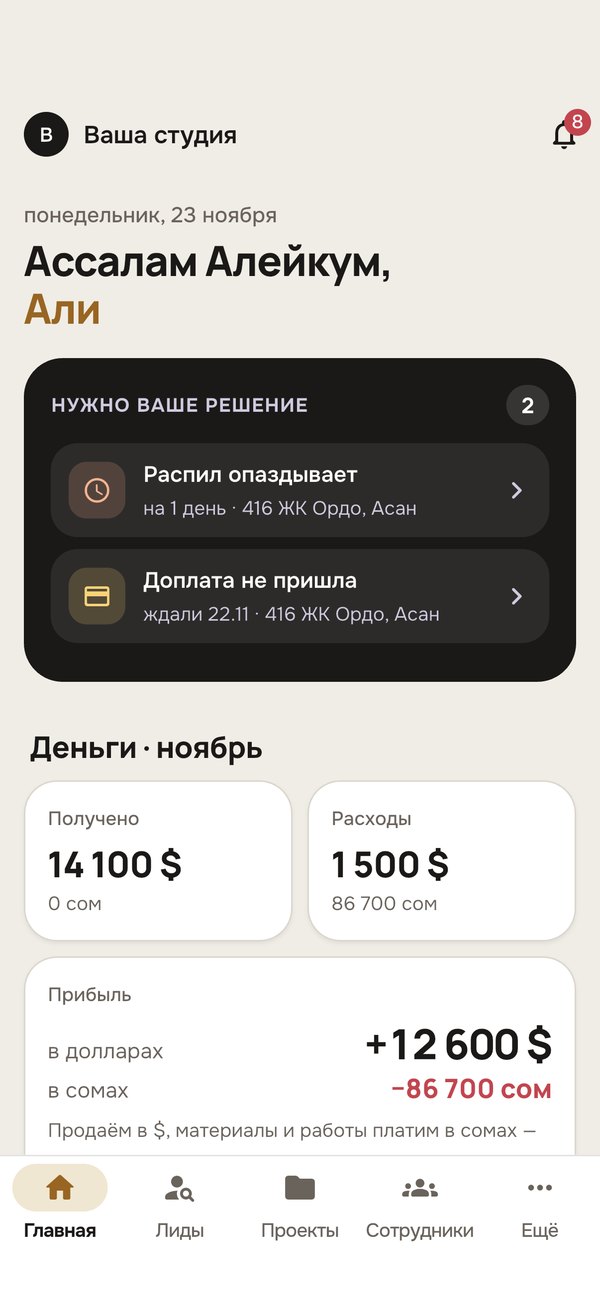 В
Ваша студия
8
понедельник, 23 ноября
Ассалам Алейкум,
Али
НУЖНО ВАШЕ РЕШЕНИЕ
2
Распил опаздывает
на 1 день · 416 ЖК Ордо, Асан
Доплата не пришла
ждали 22.11 · 416 ЖК Ордо, Асан
Деньги · ноябрь
Получено
14 100 $
0 сом
Расходы
1 500 $
86 700 сом
Прибыль
в долларах
+12 600 $
в сомах
−86 700 сом
Продаём в $, материалы и работы платим в сомах —
Главная
Лиды
Проекты
Сотрудники
Ещё